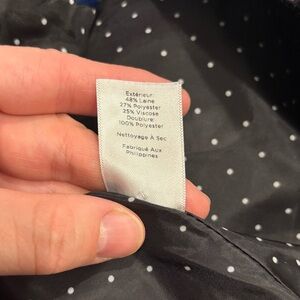 Extérieur:
48% Laine
27% Polyester
25% Viscose
Doublure:
100% Polyester
Nettoyage À Sec
Fabriqué Aux
Philippines